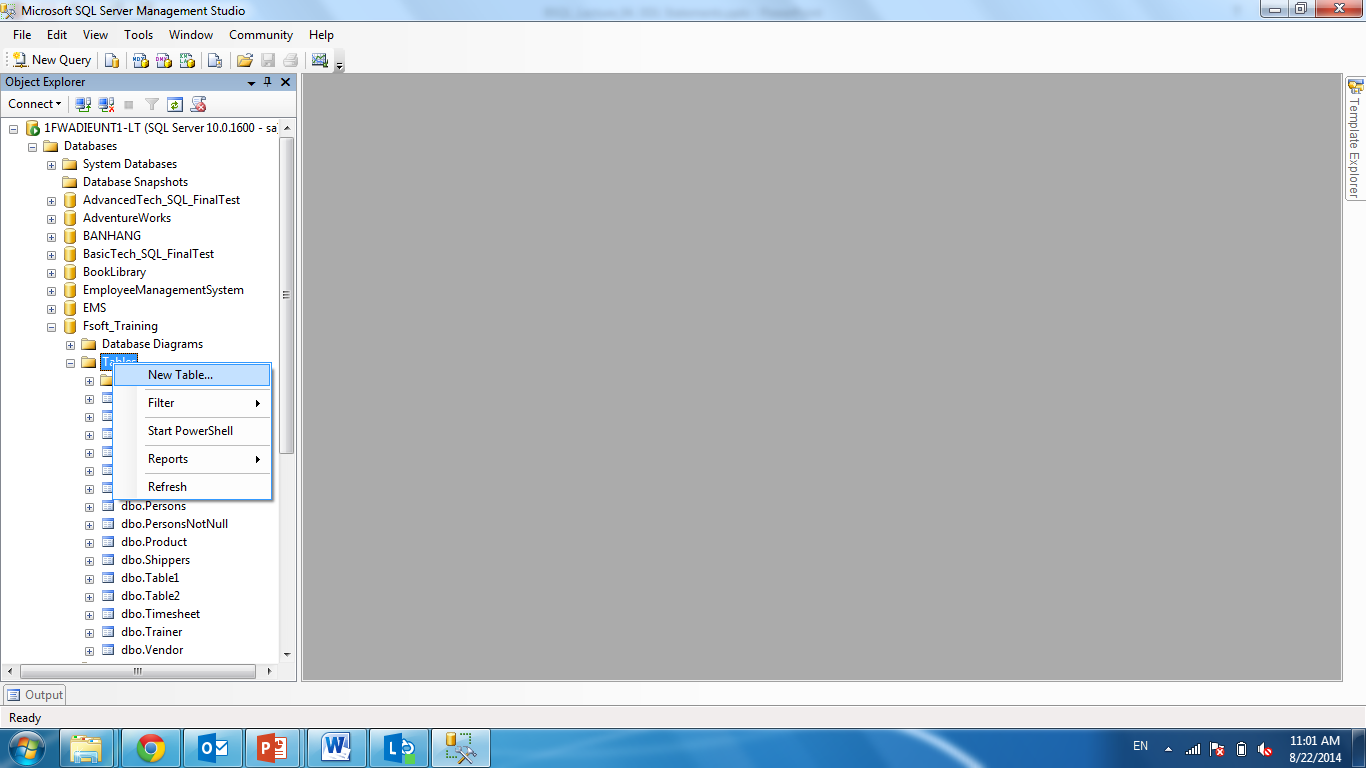 Microsoft SQL Server Management Studio
File Edit View Tools Window Community Help
New Query
Object Explorer
Connect
1FWADIEUNT1-LT (SQL Server 10.0.1600 - sa
Databases
System Databases
Database Snapshots
AdvancedTech_SQL_FinalTest
AdventureWorks
BANHANG
BasicTech_SQL_FinalTest
BookLibrary
EmployeeManagementSystem
EMS
Fsoft_Training
Database Diagrams
Tables
New Table...
Filter
Start PowerShell
Reports
Refresh
dbo.Persons
dbo.PersonsNotNull
dbo.Product
dbo.Shippers
dbo.Table1
dbo.Table2
dbo.Timesheet
dbo.Trainer
dbo.Vendor
Template Explorer
Output
Ready
EN
11:01 AM
8/22/2014